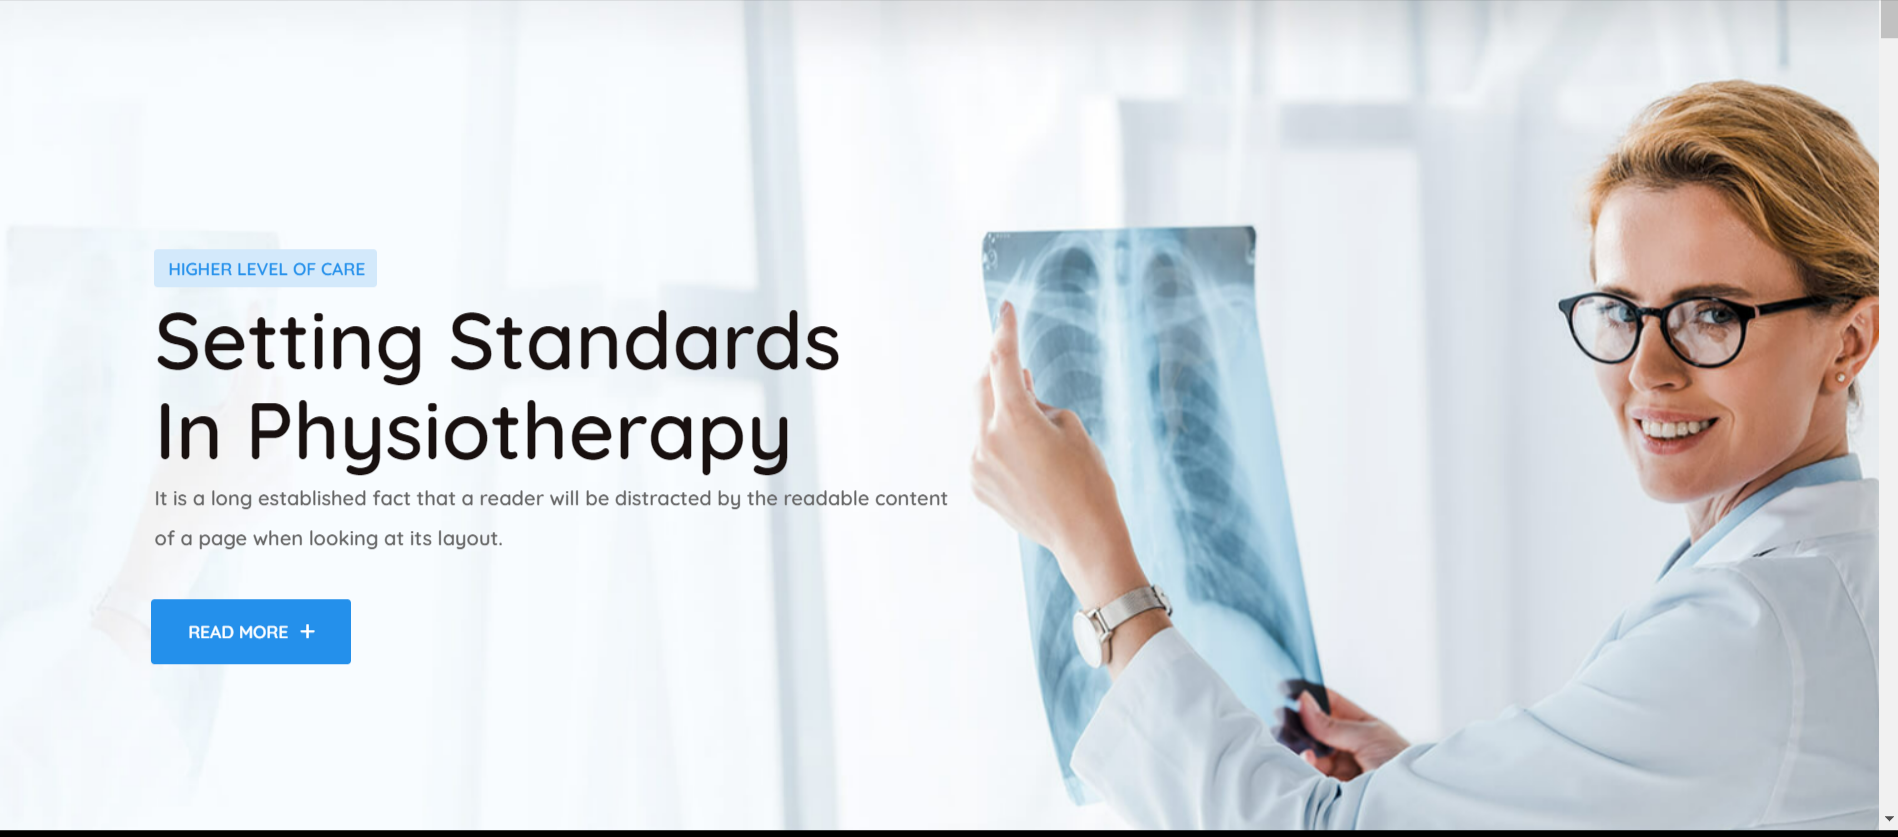 HIGHER LEVEL OF CARE
Setting Standards
In Physiotherapy
It is a long established fact that a reader will be distracted by the readable content
of a page when looking at its layout.
READ MORE +